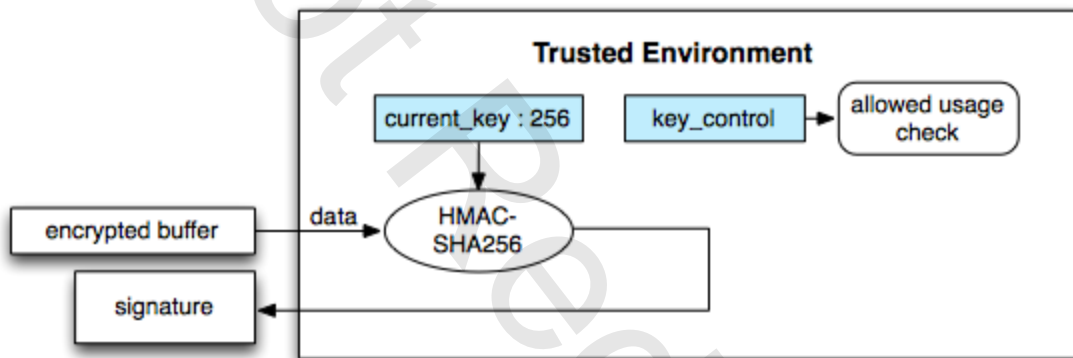 Trusted Environment
current_key : 256
key_control
allowed usage
check
encrypted buffer
data
HMAC-
SHA256
signature